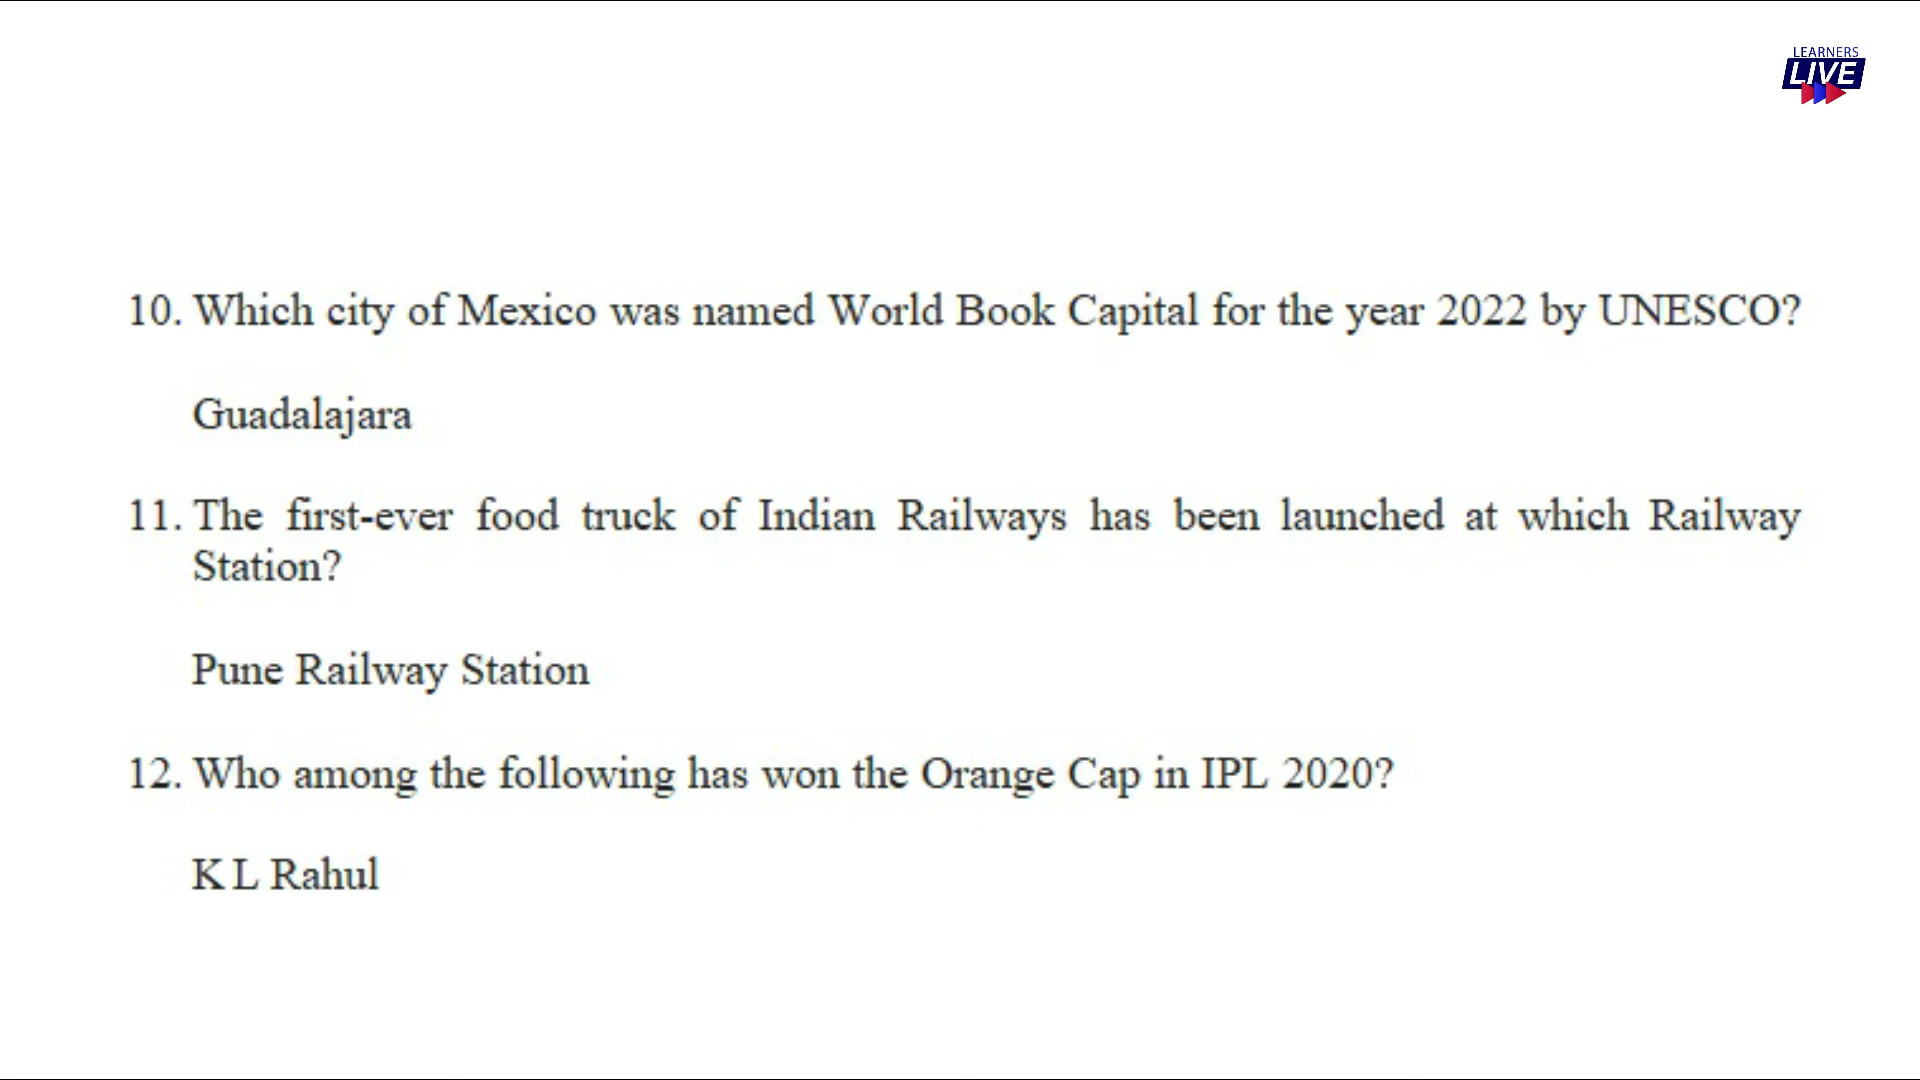 LEARNERS
LIVE
10. Which city of Mexico was named World Book Capital for the year 2022 by UNESCO?
Guadalajara
11. The first-ever food truck of Indian Railways has been launched at which Railway
Station?
Pune Railway Station
12. Who among the following has won the Orange Cap in IPL 2020?
K L Rahul